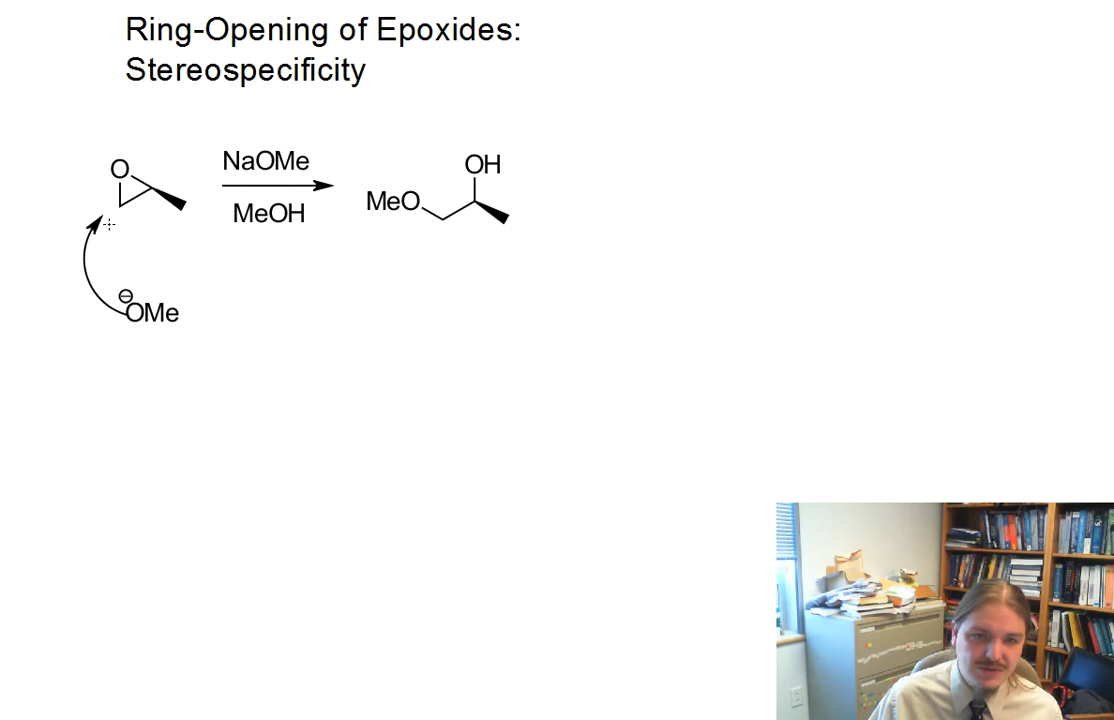 Ring-Opening of Epoxides:
Stereospecificity
O
NaOMe
MeOH
OH
MeO
⊖
OMe